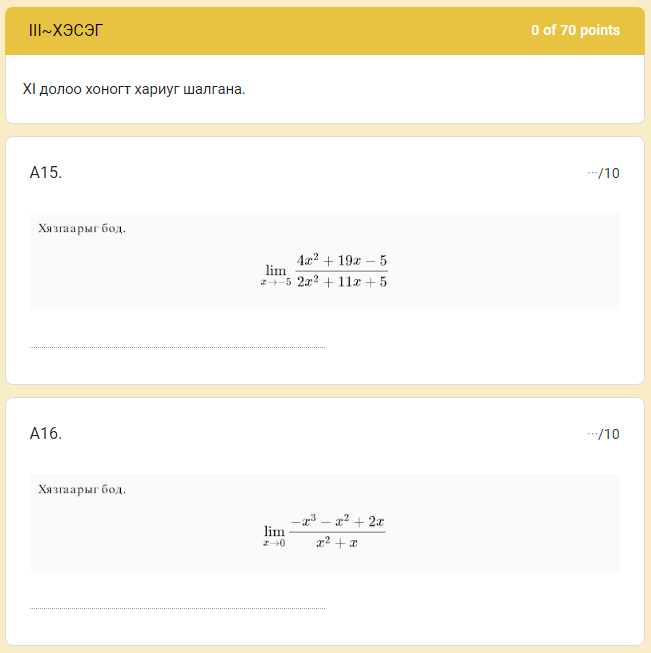 III~ХЭСЭГ
0 of 70 points
XI долоо хоногт хариуг шалгана.
A15.
···/10
Хязгаарыг бод.
\lim_{x \to -5} \frac{4x^2 + 19x - 5}{2x^2 + 11x + 5}
A16.
···/10
Хязгаарыг бод.
\lim_{x \to 0} \frac{-x^3 - x^2 + 2x}{x^2 + x}